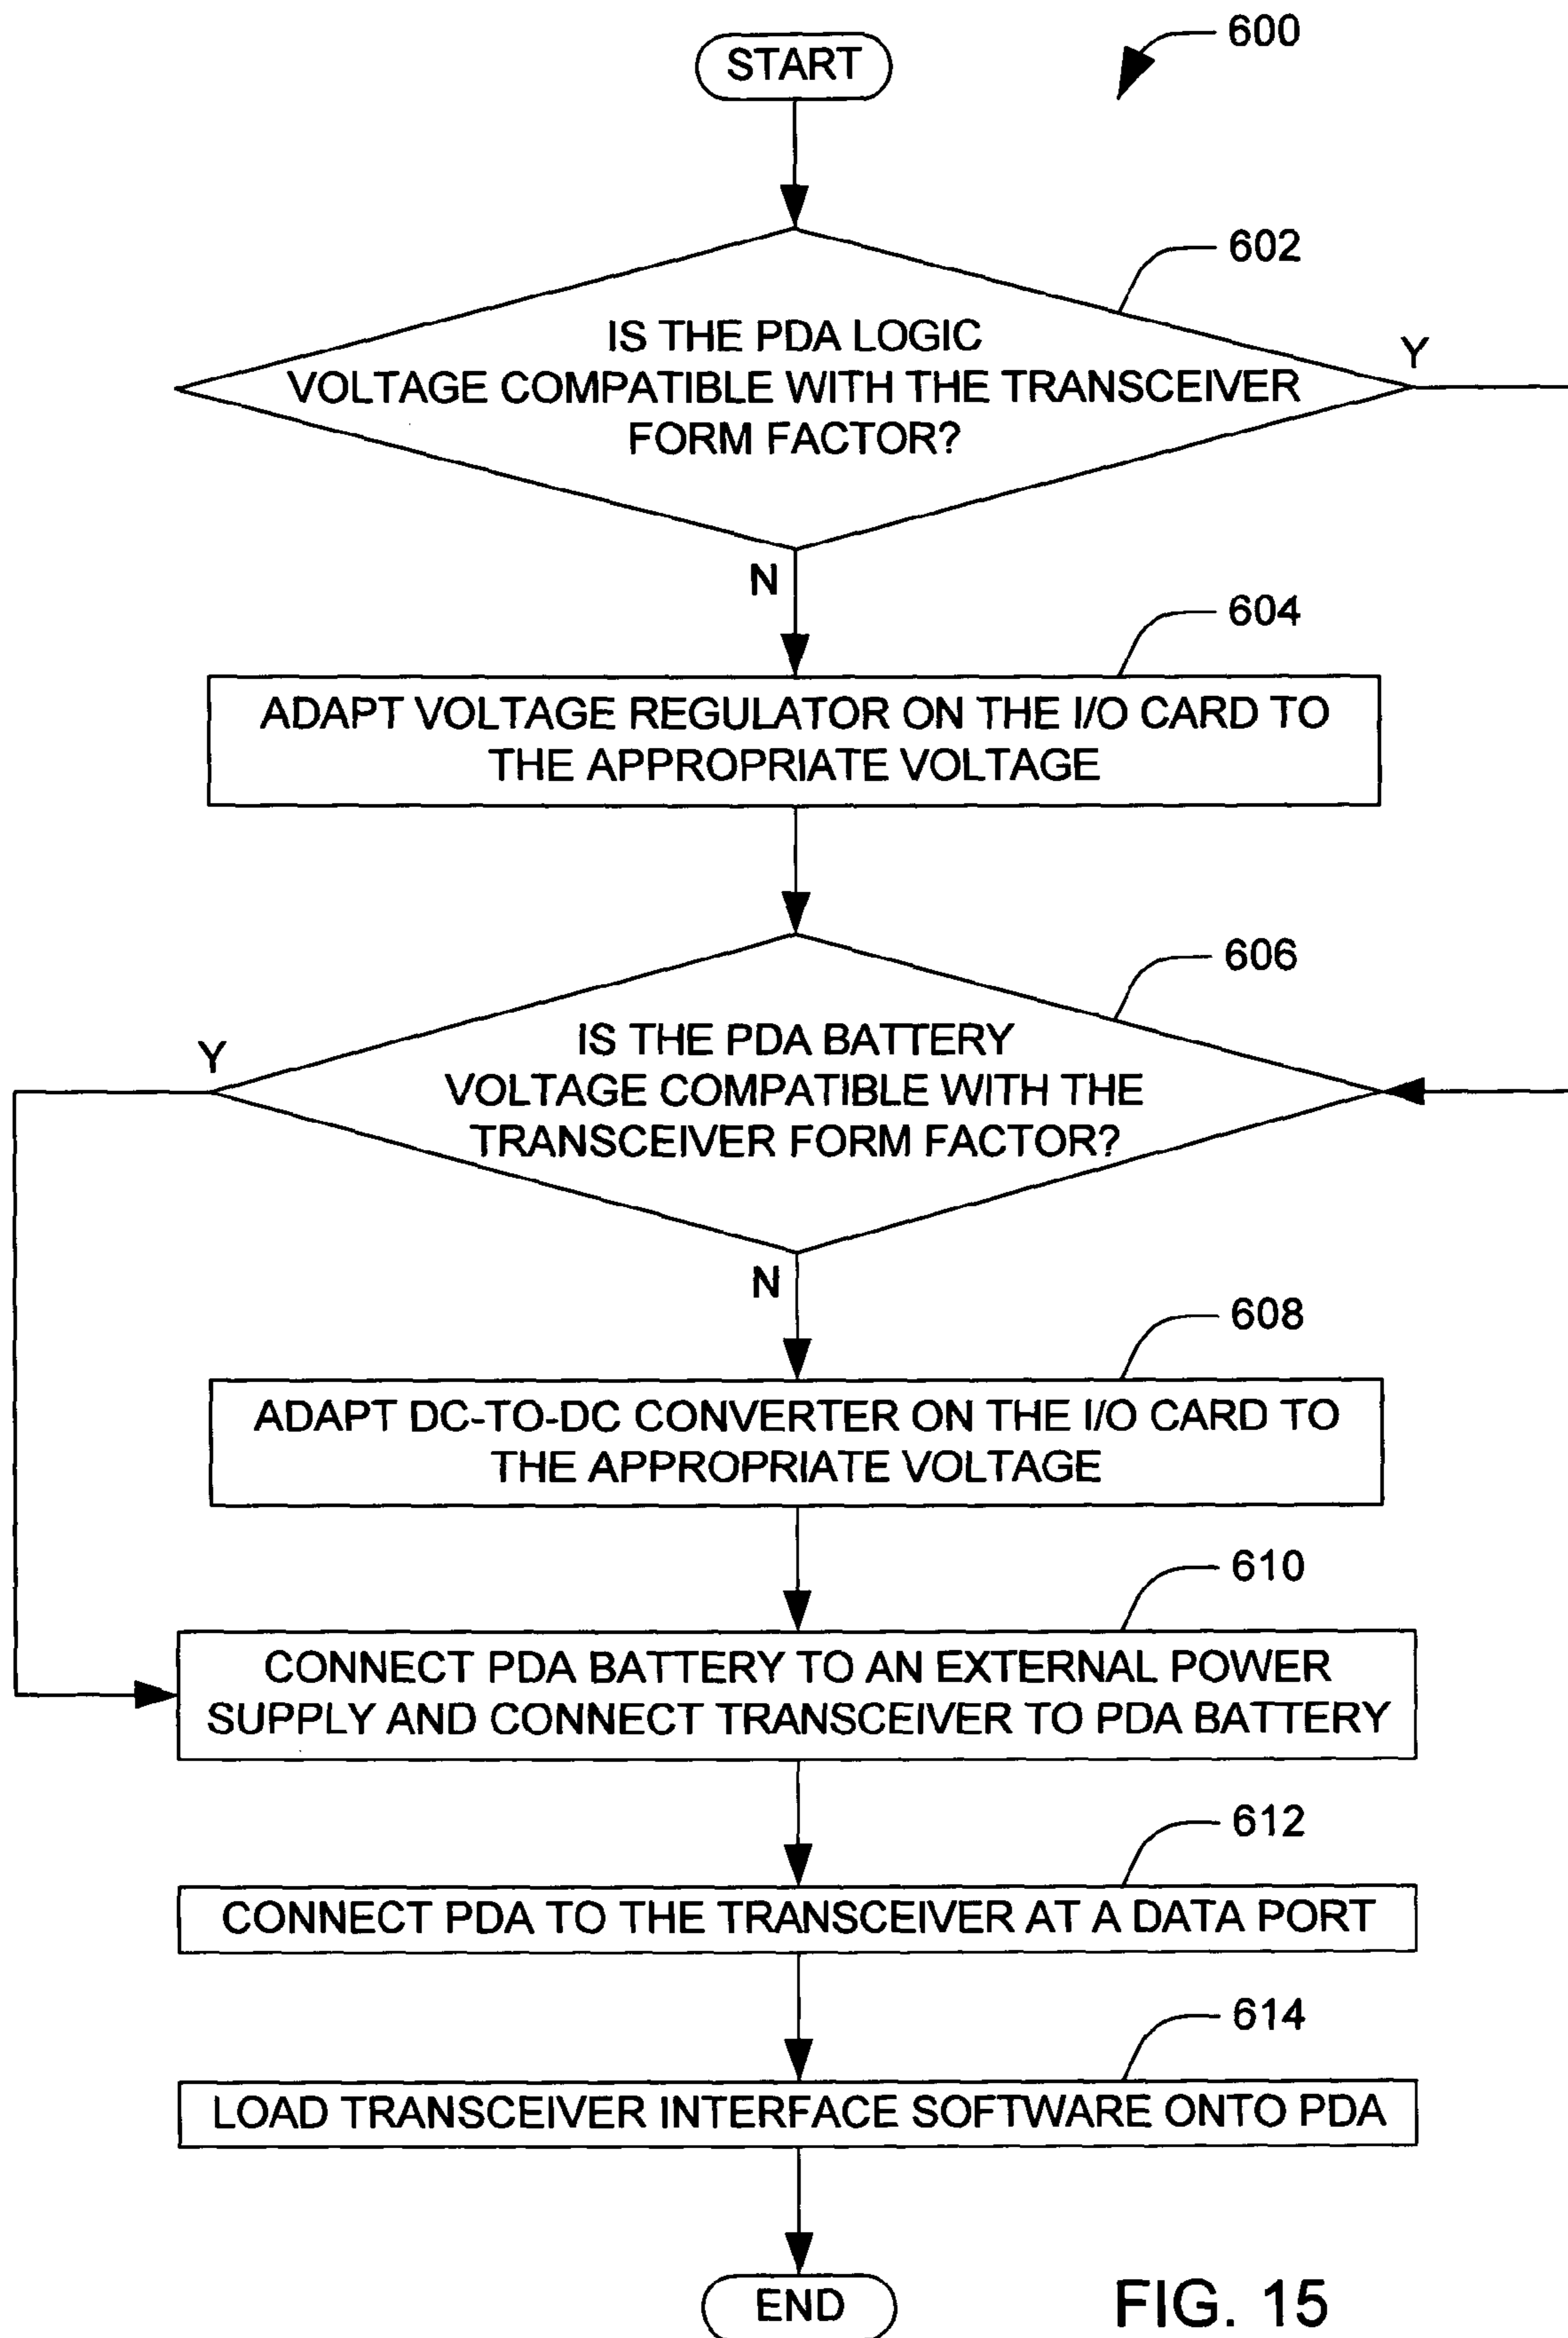 START
600
602
IS THE PDA LOGIC
VOLTAGE COMPATIBLE WITH THE TRANSCEIVER
FORM FACTOR?
Y
N
604
ADAPT VOLTAGE REGULATOR ON THE I/O CARD TO
THE APPROPRIATE VOLTAGE
606
IS THE PDA BATTERY
VOLTAGE COMPATIBLE WITH THE
TRANSCEIVER FORM FACTOR?
Y
N
608
ADAPT DC-TO-DC CONVERTER ON THE I/O CARD TO
THE APPROPRIATE VOLTAGE
610
CONNECT PDA BATTERY TO AN EXTERNAL POWER
SUPPLY AND CONNECT TRANSCEIVER TO PDA BATTERY
612
CONNECT PDA TO THE TRANSCEIVER AT A DATA PORT
614
LOAD TRANSCEIVER INTERFACE SOFTWARE ONTO PDA
END
FIG. 15